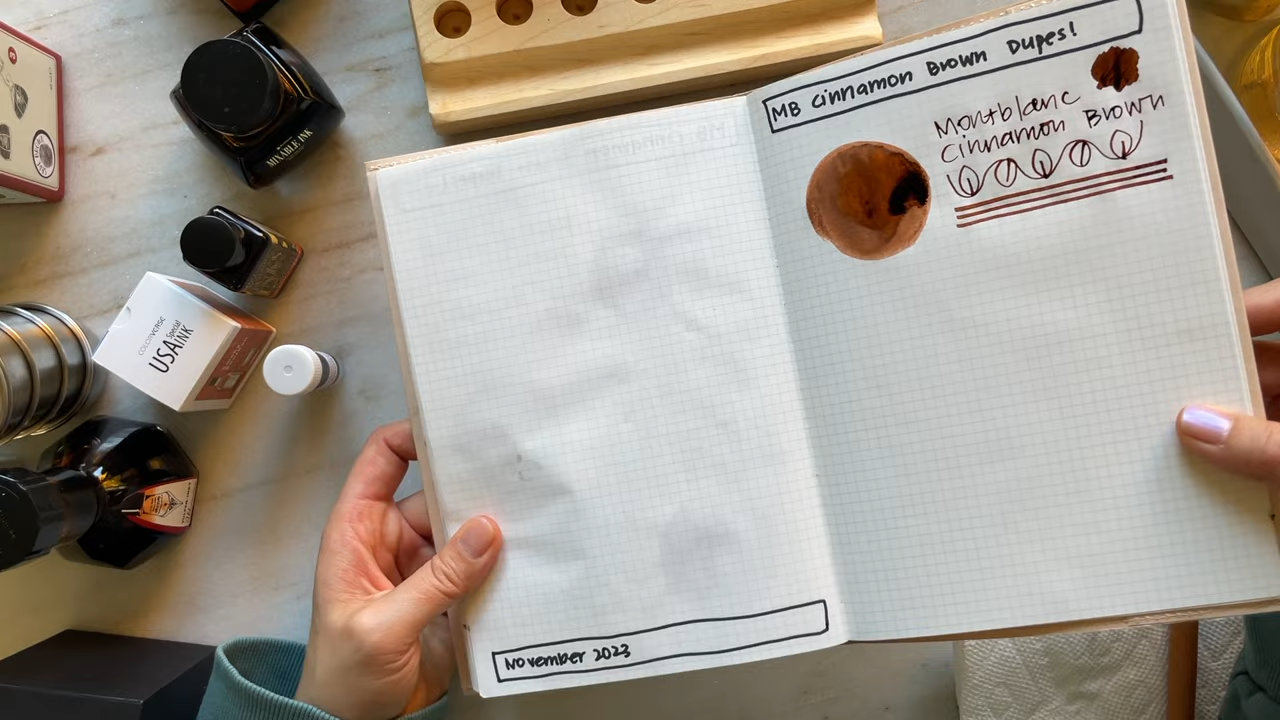 MB Cinnamon Brown Dupes!
Montblanc
Cinnamon Brown
November 2023
MIXABLE INK
COLORVERSE
USA Special
INK